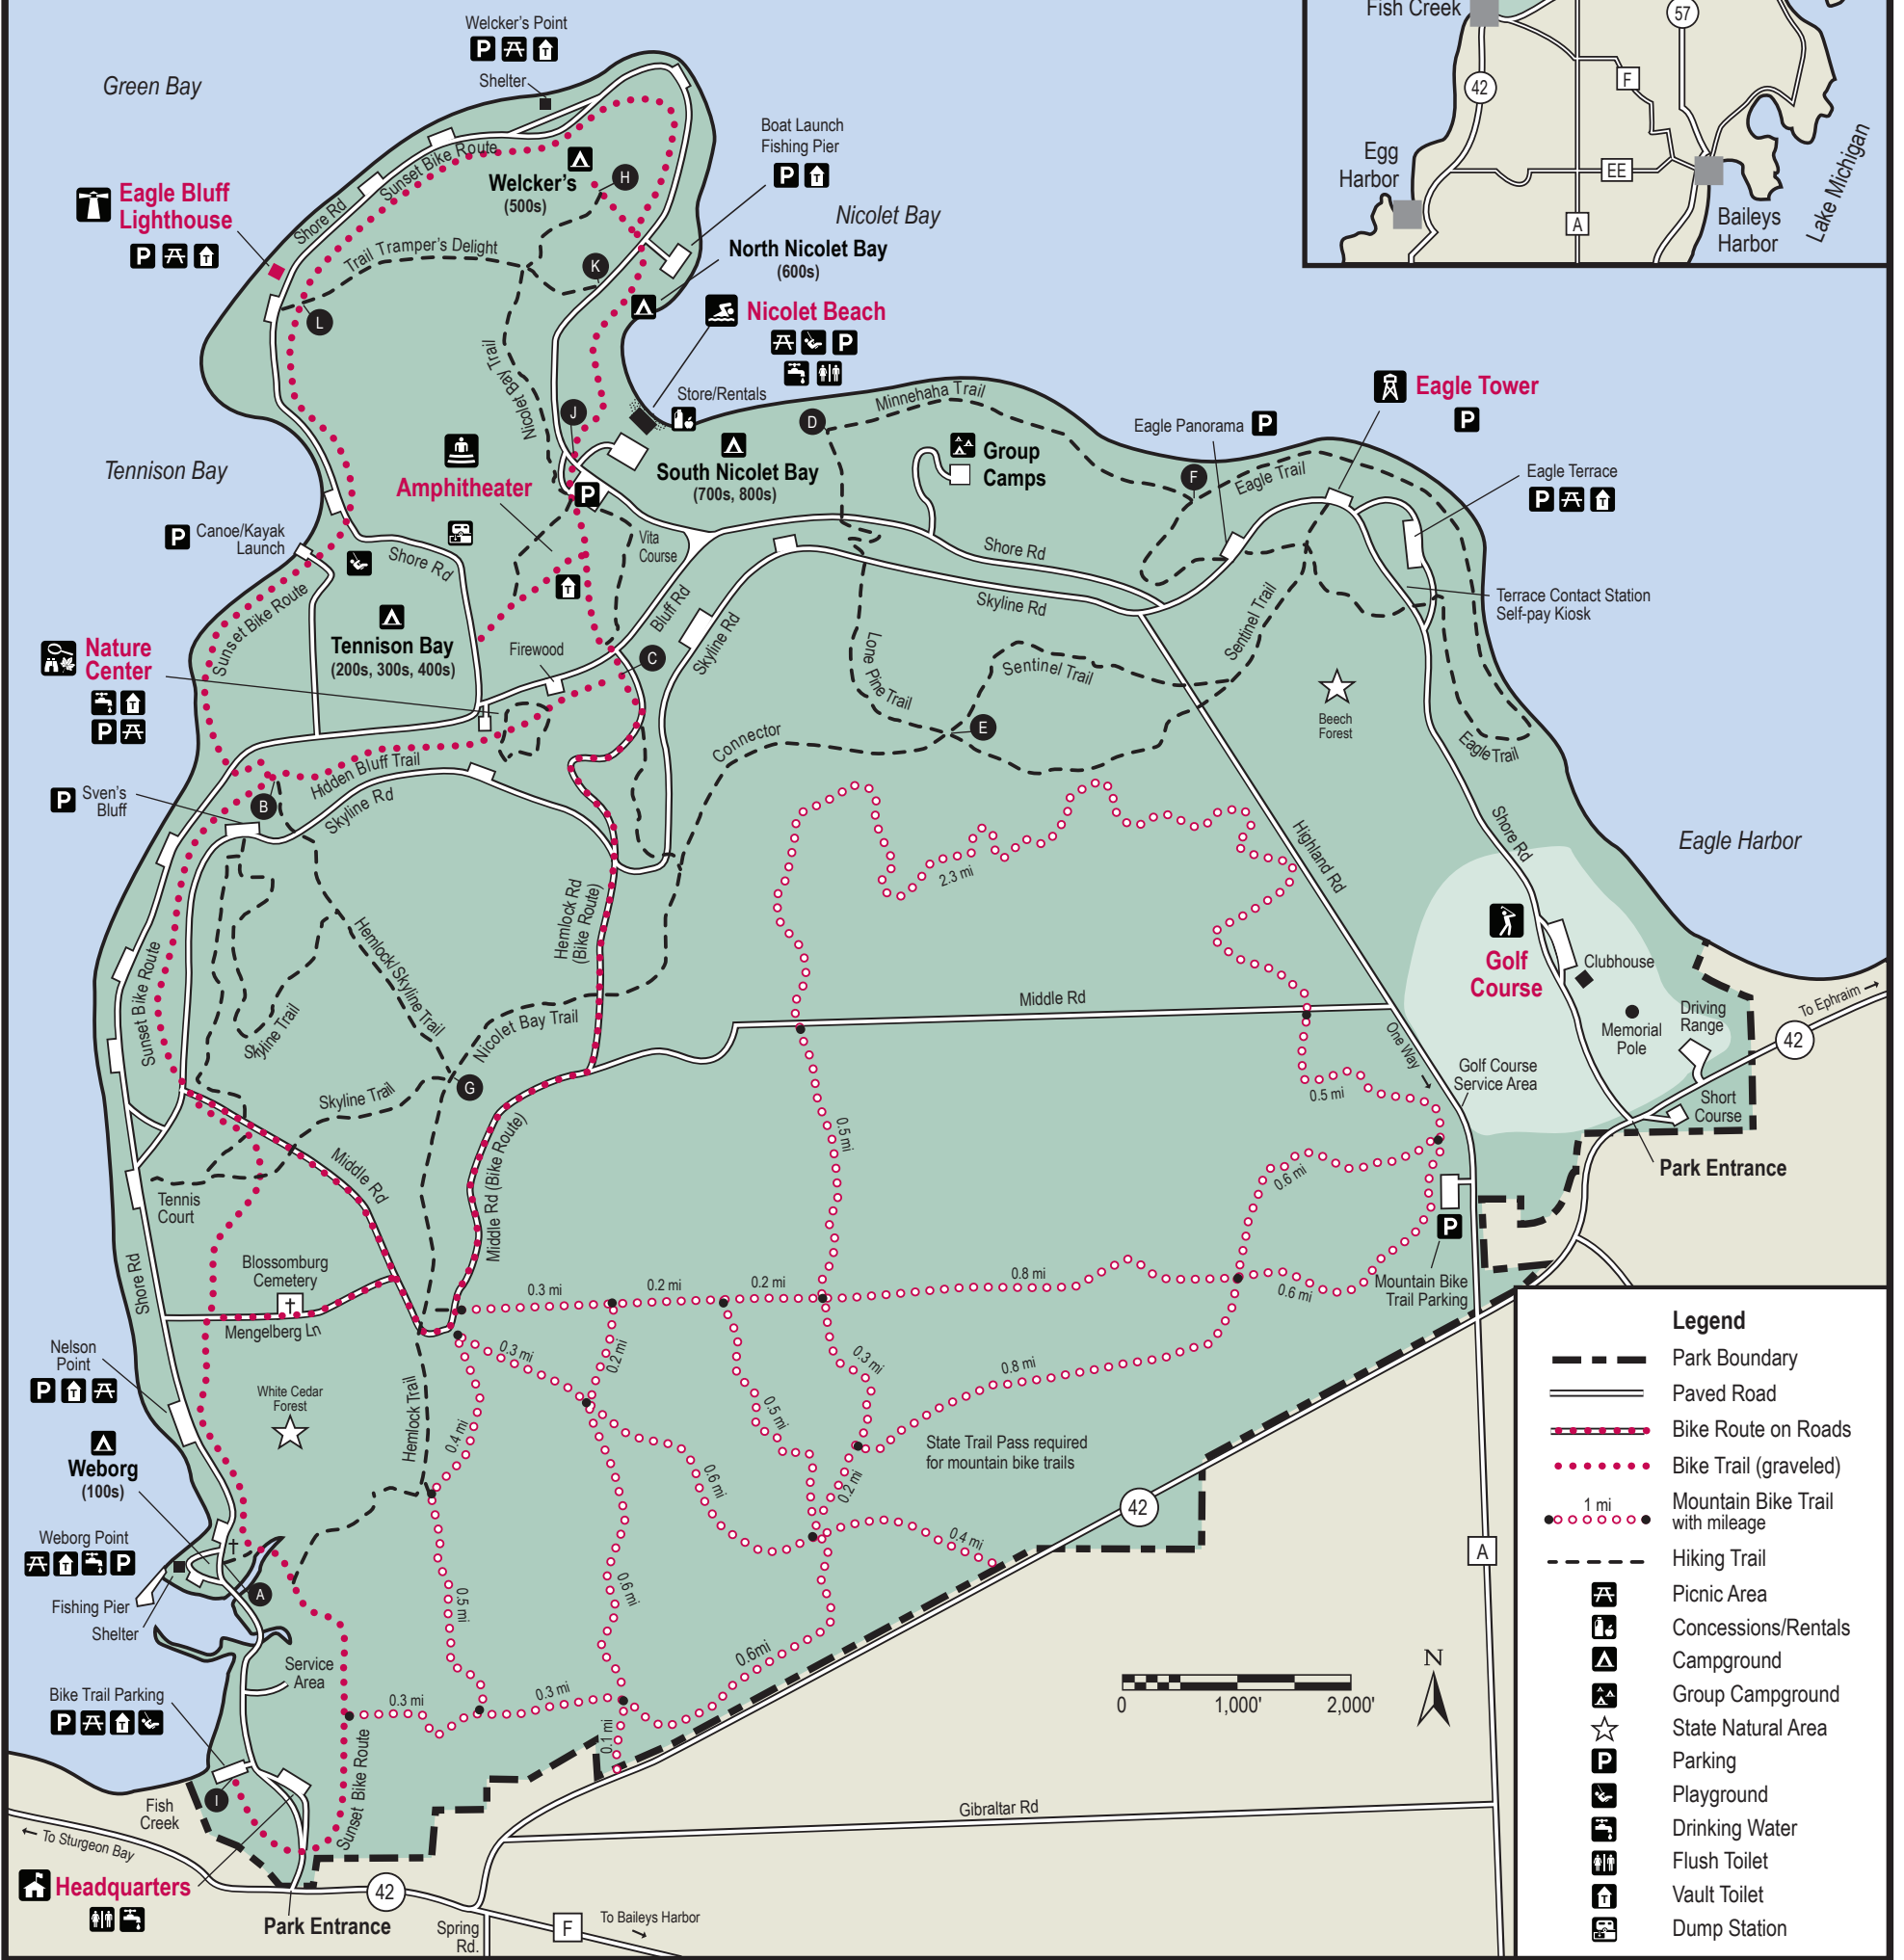 Fish Creek
57
42
F
Egg
Harbor
EE
A
Baileys
Harbor
Lake Michigan
Welcker's Point
P
T
Shelter
Green Bay
Boat Launch
Fishing Pier
P
T
Sunset Bike Route
Welcker's
(500s)
H
Eagle Bluff
Lighthouse
P
T
Shore Rd
Nicolet Bay
Trail Tramper's Delight
K
North Nicolet Bay
(600s)
L
Nicolet Beach
P
Nicolet Bay Trail
Store/Rentals
J
D
Minnehaha Trail
Eagle Tower
P
Eagle Panorama
P
Tennison Bay
Amphitheater
South Nicolet Bay
(700s, 800s)
Group
Camps
F
Eagle Trail
Eagle Terrace
P
T
P
P
Canoe/Kayak
Launch
Shore Rd
Vita
Course
Shore Rd
T
Skyline Rd
Terrace Contact Station
Self-pay Kiosk
Sunset Bike Route
Bluff Rd
Skyline Rd
Sentinel Trail
Tennison Bay
(200s, 300s, 400s)
Firewood
C
Lone Pine Trail
Sentinel Trail
Nature
Center
T
P
Beech
Forest
Connector
E
Eagle Trail
Hidden Bluff Trail
P
Sven's
Bluff
B
Skyline Rd
Shore Rd
Highland Rd
Eagle Harbor
2.3 mi
Hemlock Rd
(Bike Route)
Hemlock/Skyline Trail
Golf
Course
Clubhouse
Sunset Bike Route
Skyline Trail
Nicolet Bay Trail
Middle Rd
Memorial
Pole
Driving
Range
To Ephraim
42
One Way
Golf Course
Service Area
G
Skyline Trail
0.5 mi
Short
Course
0.5 mi
Middle Rd
Middle Rd (Bike Route)
0.6 mi
Park Entrance
Tennis
Court
P
Blossomburg
Cemetery
Shore Rd
0.3 mi
0.2 mi
0.2 mi
0.8 mi
0.6 mi
Mountain Bike
Trail Parking
Mengelberg Ln
Nelson
Point
P
T
0.3 mi
0.2 mi
0.3 mi
0.8 mi
White Cedar
Forest
Hemlock Trail
0.4 mi
0.5 mi
State Trail Pass required
for mountain bike trails
Weborg
(100s)
0.6 mi
0.2 mi
42
Weborg Point
T
P
0.4 mi
A
A
Fishing Pier
Shelter
0.5 mi
0.6 mi
0.6mi
Service
Area
Bike Trail Parking
P
T
0.3 mi
0.3 mi
0.1 mi
N
0
1,000'
2,000'
I
Sunset Bike Route
Fish
Creek
Gibraltar Rd
To Sturgeon Bay
Headquarters
42
Park Entrance
Spring
Rd.
F
To Baileys Harbor
Legend
Park Boundary
Paved Road
Bike Route on Roads
Bike Trail (graveled)
1 mi
Mountain Bike Trail
with mileage
Hiking Trail
Picnic Area
Concessions/Rentals
Campground
Group Campground
State Natural Area
P
Parking
Playground
Drinking Water
Flush Toilet
T
Vault Toilet
Dump Station